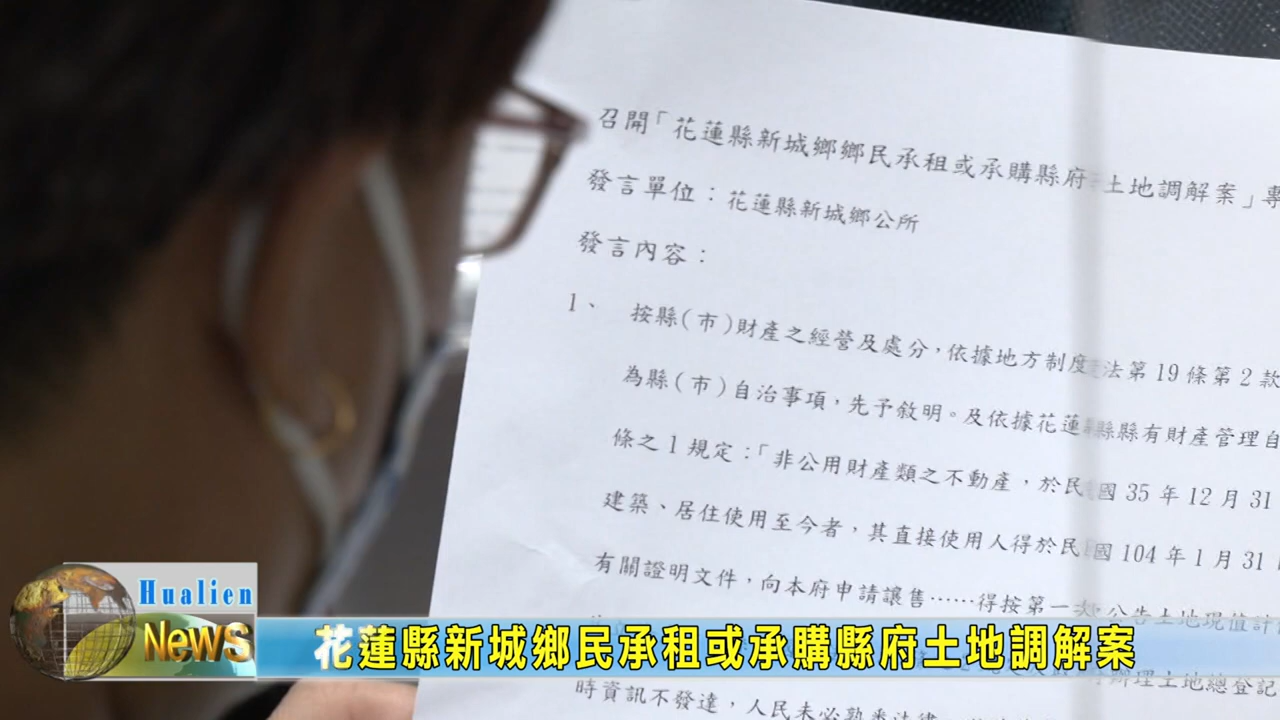 召開「花蓮縣新城鄉鄉民承租或承購縣府土地調解案」專
發言單位：花蓮縣新城鄉公所
發言內容：
1、 按縣(市)財產之經營及處分，依據地方制度法第19條第2款
為縣(市)自治事項，先予敘明。及依據花蓮縣縣有財產管理自
條之1規定：「非公用財產類之不動產，於民國35年12月31
建築、居住使用至今者，其直接使用人得於民國104年1月31
有關證明文件，向本府申請讓售……得按第一次公告土地現值計
辦理土地總登記
時資訊不發達，人民未必熟悉法律
Hualien
News
花蓮縣新城鄉民承租或承購縣府土地調解案